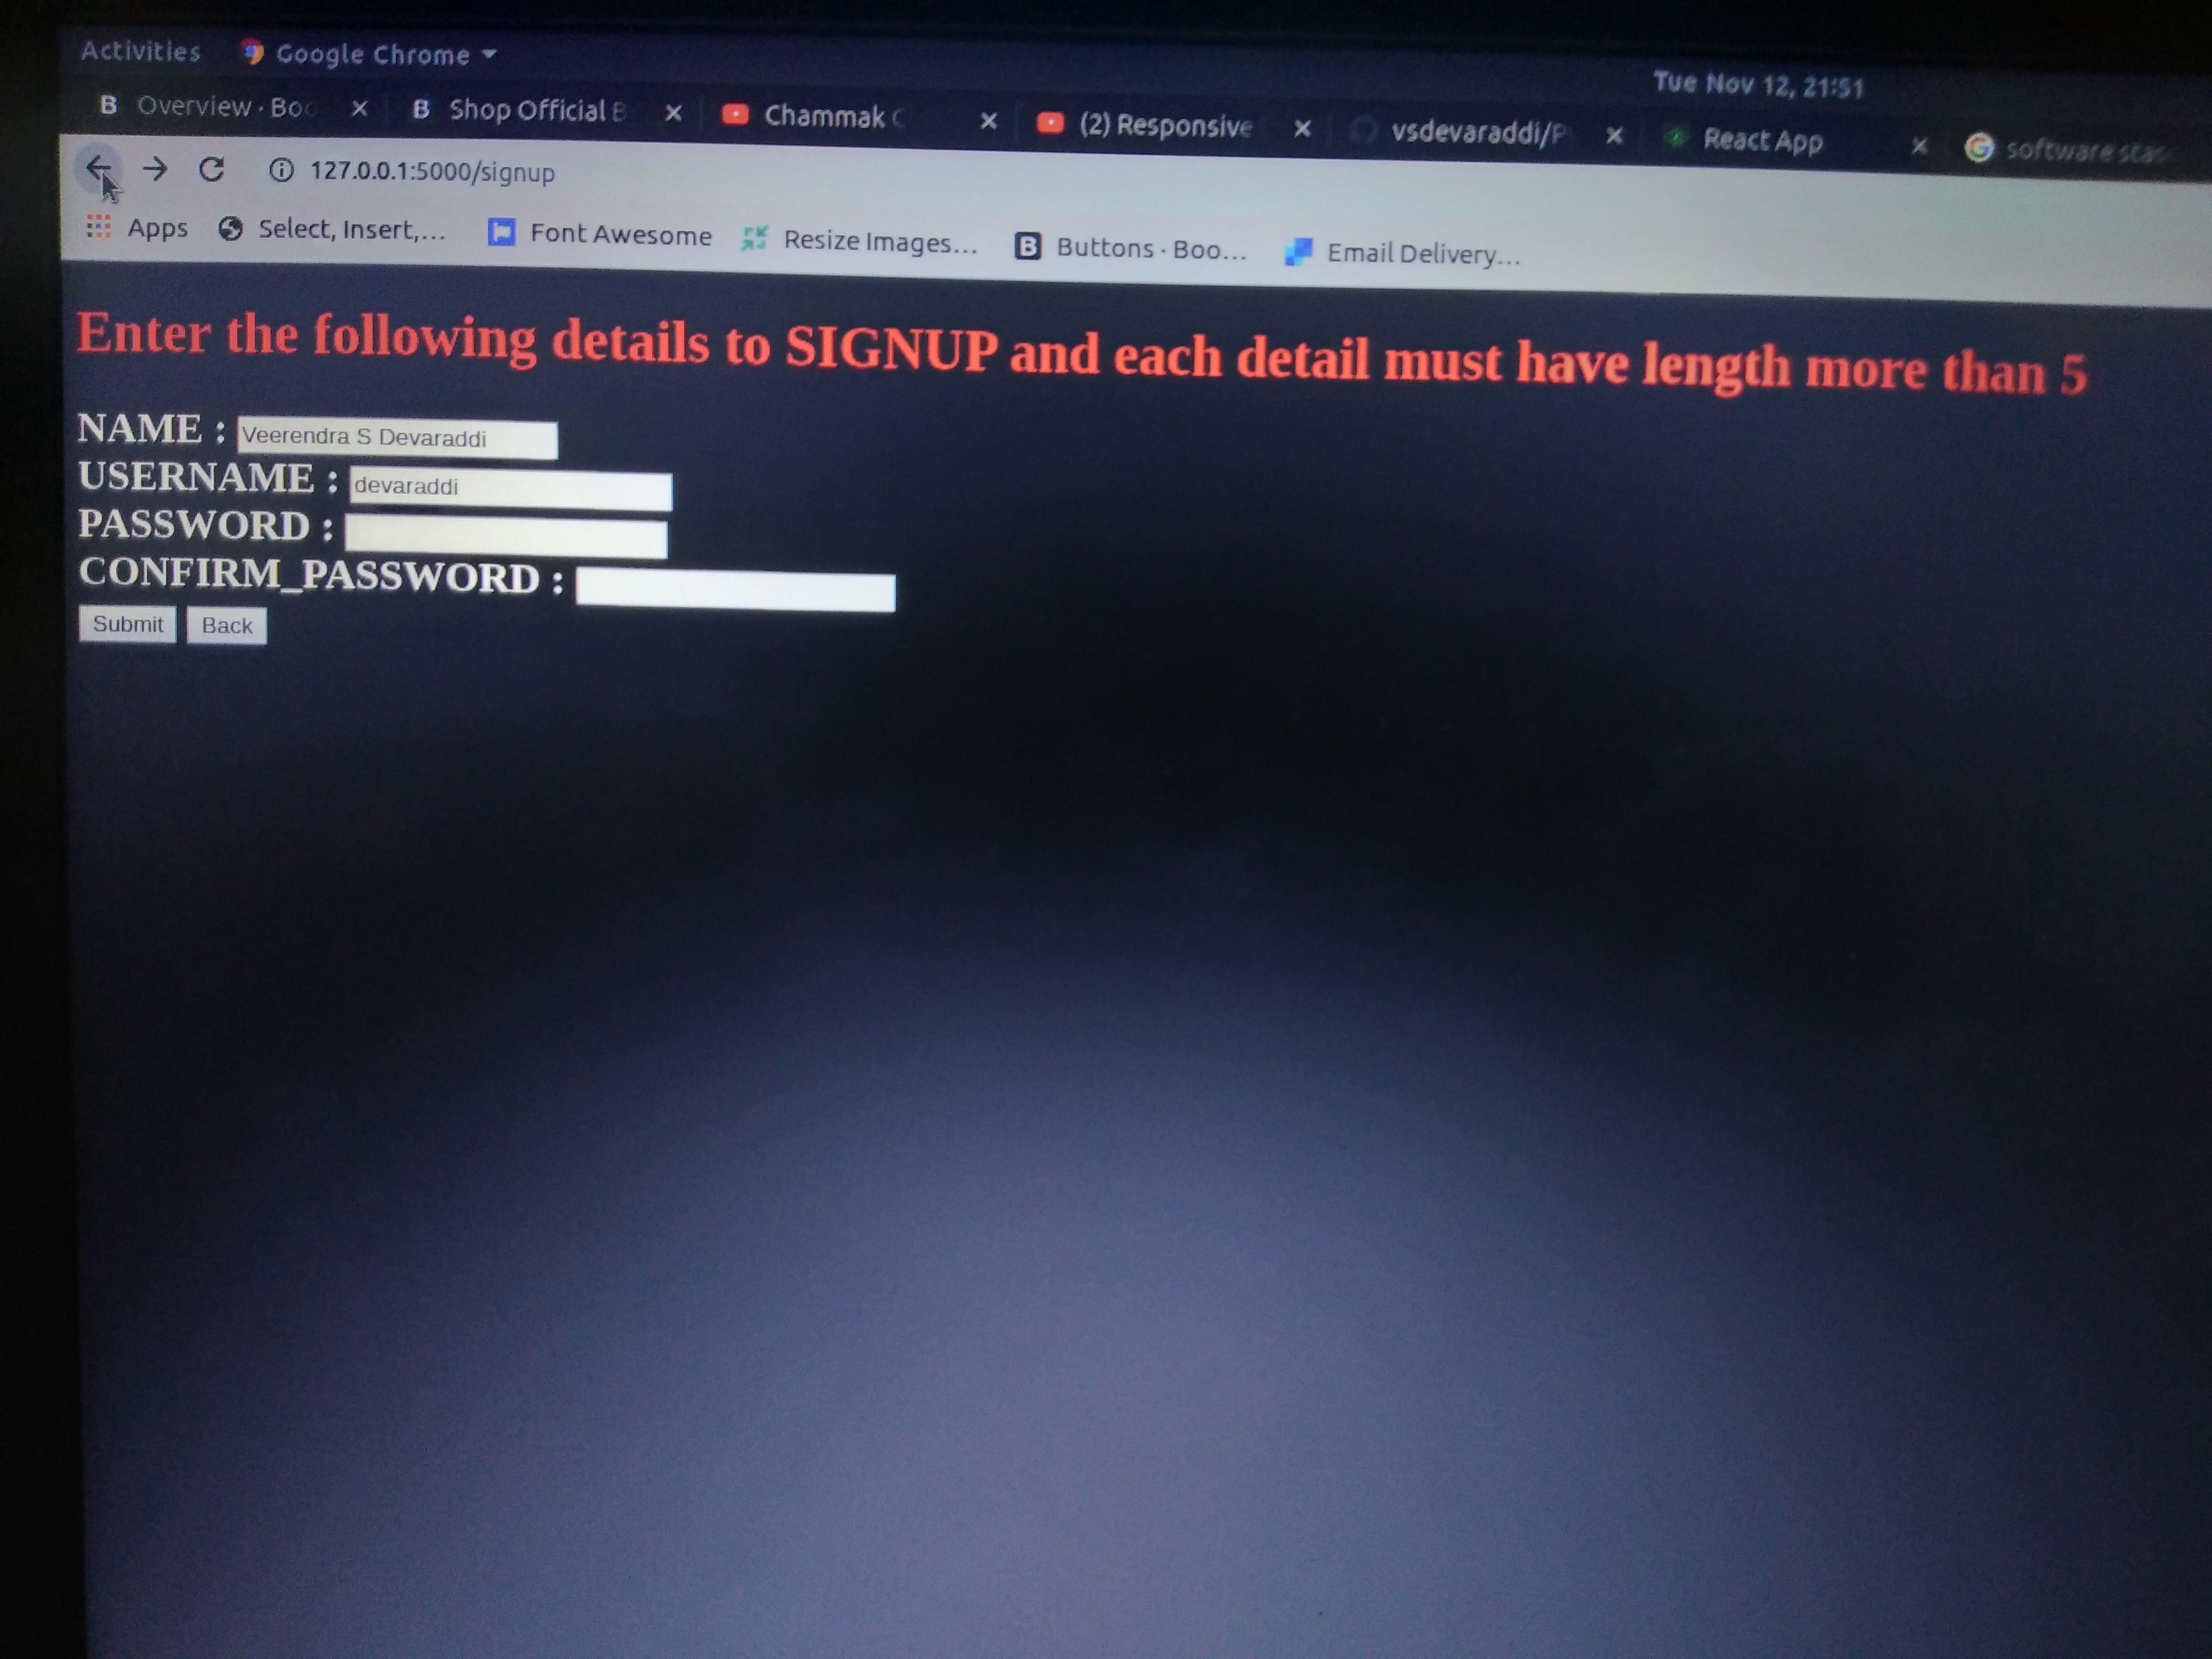 Activities Google Chrome
Tue Nov 12, 21:51
B Overview · Boo B Shop Official B Chammak (2) Responsive vsdevaraddi/P React App software stac
127.0.0.1:5000/signup
Apps Select, Insert,... Font Awesome Resize Images... B Buttons · Boo... Email Delivery...
Enter the following details to SIGNUP and each detail must have length more than 5
NAME : Veerendra S Devaraddi
USERNAME : devaraddi
PASSWORD :
CONFIRM_PASSWORD :
Submit Back